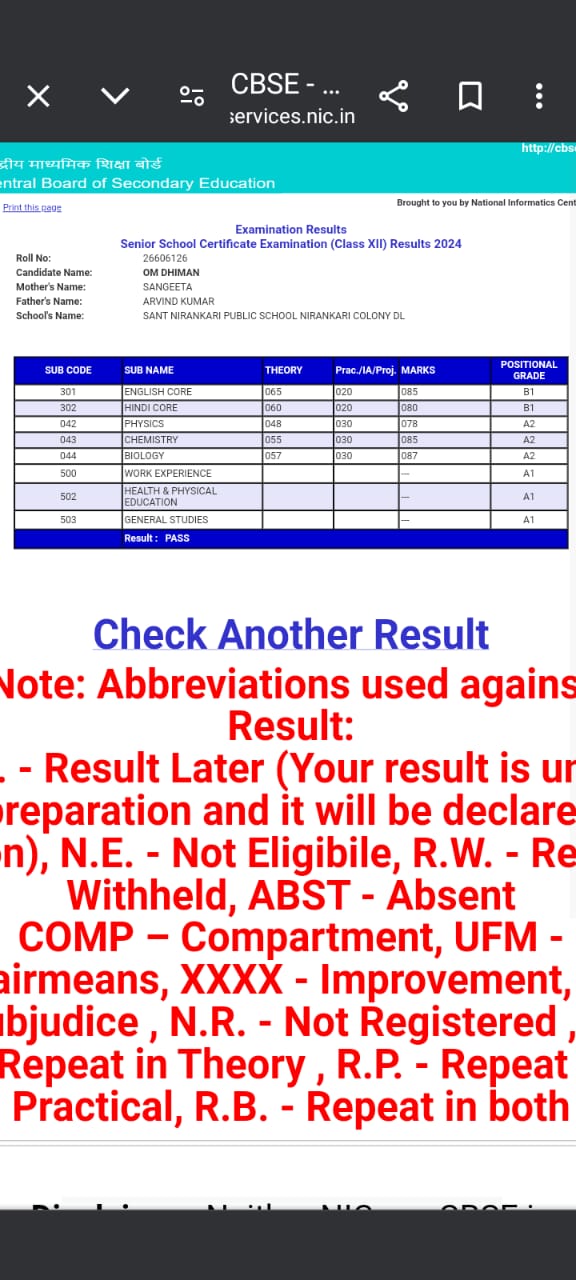 CBSE - ...
services.nic.in
http://cbse
द्रीय माध्यमिक शिक्षा बोर्ड
entral Board of Secondary Education
Print this page
Brought to you by National Informatics Cent
Examination Results
Senior School Certificate Examination (Class XII) Results 2024
Roll No: 26606126
Candidate Name: OM DHIMAN
Mother's Name: SANGEETA
Father's Name: ARVIND KUMAR
School's Name: SANT NIRANKARI PUBLIC SCHOOL NIRANKARI COLONY DL
SUB CODE SUB NAME THEORY Prac./IA/Proj. MARKS POSITIONAL GRADE
301 ENGLISH CORE 065 020 085 B1
302 HINDI CORE 060 020 080 B1
042 PHYSICS 048 030 078 A2
043 CHEMISTRY 055 030 085 A2
044 BIOLOGY 057 030 087 A2
500 WORK EXPERIENCE --- A1
502 HEALTH & PHYSICAL EDUCATION --- A1
503 GENERAL STUDIES --- A1
Result : PASS
Check Another Result
Note: Abbreviations used agains
Result:
. - Result Later (Your result is un
preparation and it will be declare
on), N.E. - Not Eligibile, R.W. - Re
Withheld, ABST - Absent
COMP – Compartment, UFM -
airmeans, XXXX - Improvement,
ubjudice , N.R. - Not Registered ,
Repeat in Theory , R.P. - Repeat
Practical, R.B. - Repeat in both